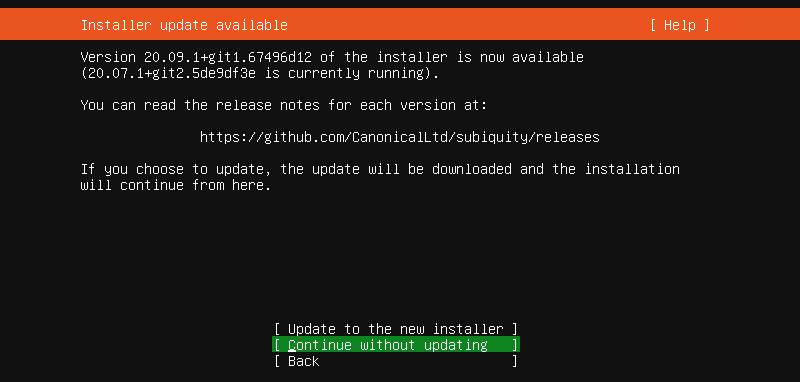 Installer update available [ Help ]
Version 20.09.1+git1.67496d12 of the installer is now available
(20.07.1+git2.5de9df3e is currently running).
You can read the release notes for each version at:
https://github.com/CanonicalLtd/subiquity/releases
If you choose to update, the update will be downloaded and the installation
will continue from here.
[ Update to the new installer ]
[ Continue without updating ]
[ Back ]